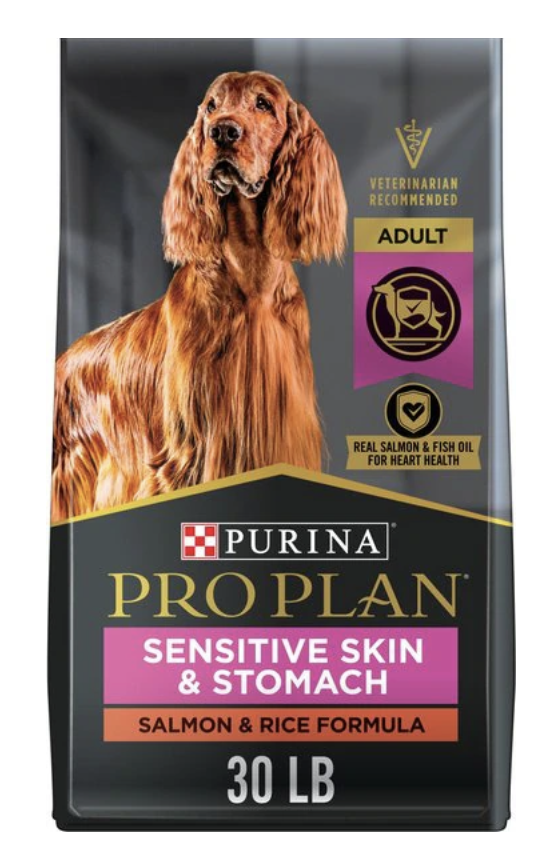 VETERINARIAN
RECOMMENDED
ADULT
REAL SALMON & FISH OIL
FOR HEART HEALTH
PURINA®
PRO PLAN®
SENSITIVE SKIN
& STOMACH
SALMON & RICE FORMULA
30 LB